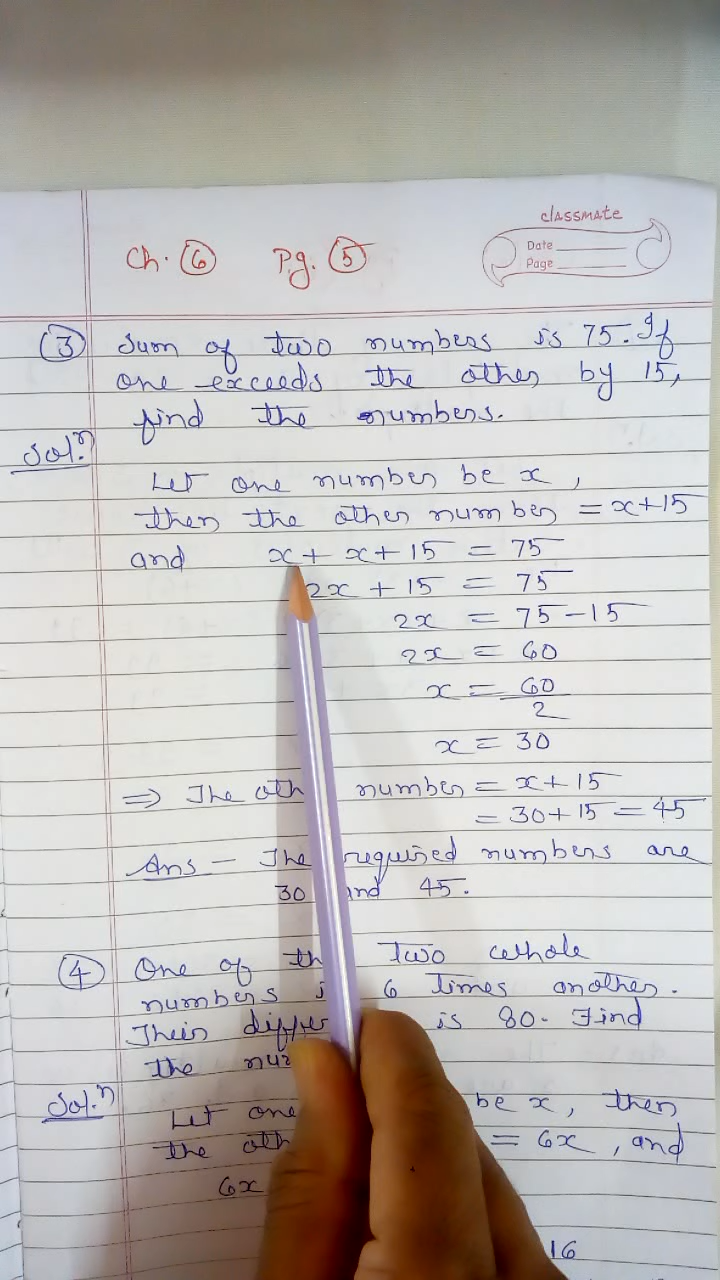 classmate
Date
Page
Ch. 6 Pg. 5
3 Sum of two numbers is 75. If
one exceeds the other by 15,
find the numbers.
Sol.n
Let one number be x ,
then the other number = x+15
and x + x + 15 = 75
2x + 15 = 75
2x = 75 - 15
2x = 60
x = 60
2
x = 30
⇒ The oth number = x + 15
= 30 + 15 = 45
Ans - The required numbers are
30 and 45.
4 One of th two whole
numbers i 6 times another.
Their differ is 80. Find
the nu
Sol.n
Let one be x, then
the oth = 6x , and
6x
16